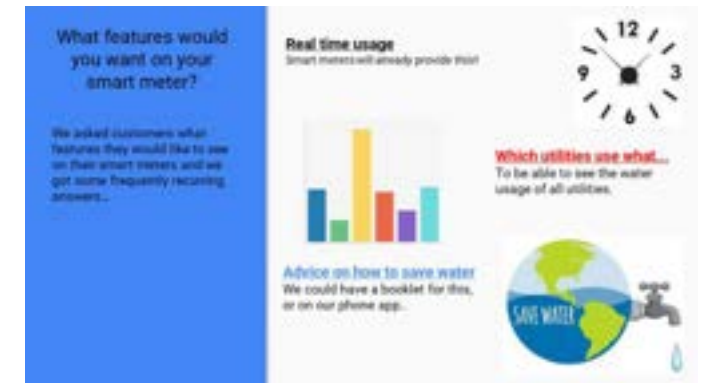 What features would
you want on your
smart meter?
We asked customers what
features they would like to see
on their smart meters and we
got some frequently recurring
answers...
Real time usage
Smart meters will already provide this!
12
3
6
9
Which utilities use what...
To be able to see the water
usage of all utilities.
Advice on how to save water
We could have a booklet for this,
or on our phone app.
SAVE WATER